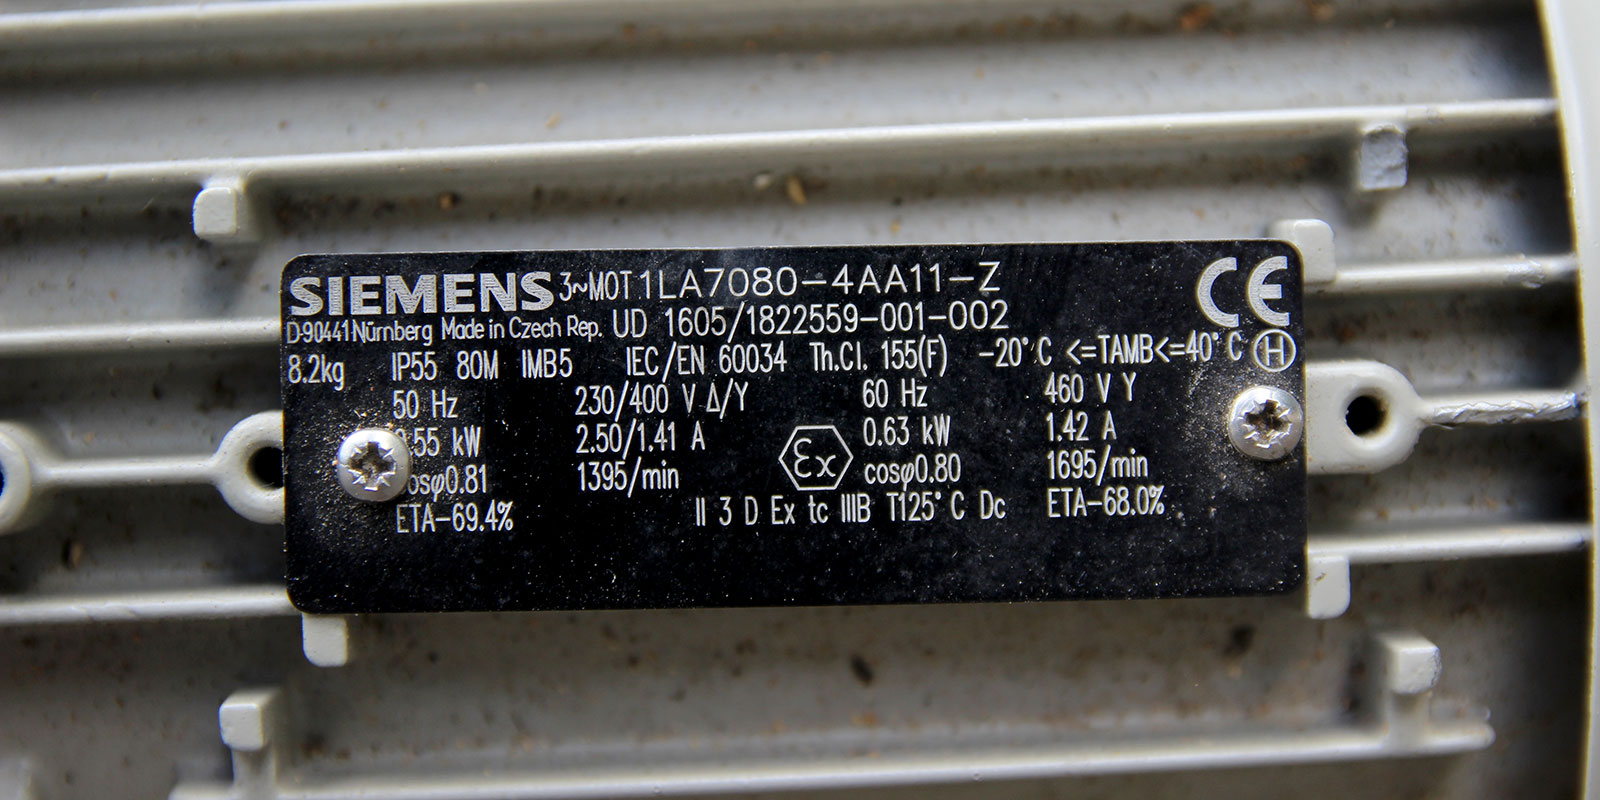 SIEMENS 3~MOT 1LA7080-4AA11-Z CE
D-90441 Nürnberg Made in Czech Rep. UD 1605/1822559-001-002
8.2kg IP55 80M IMB5 IEC/EN 60034 Th.Cl. 155(F) -20°C <=TAMB<=40°C H
50 Hz 230/400 V Δ/Y 60 Hz 460 V Y
.55 kW 2.50/1.41 A Ex 0.63 kW 1.42 A
osφ0.81 1395/min cosφ0.80 1695/min
ETA-69.4% II 3 D Ex tc IIIB T125°C Dc ETA-68.0%